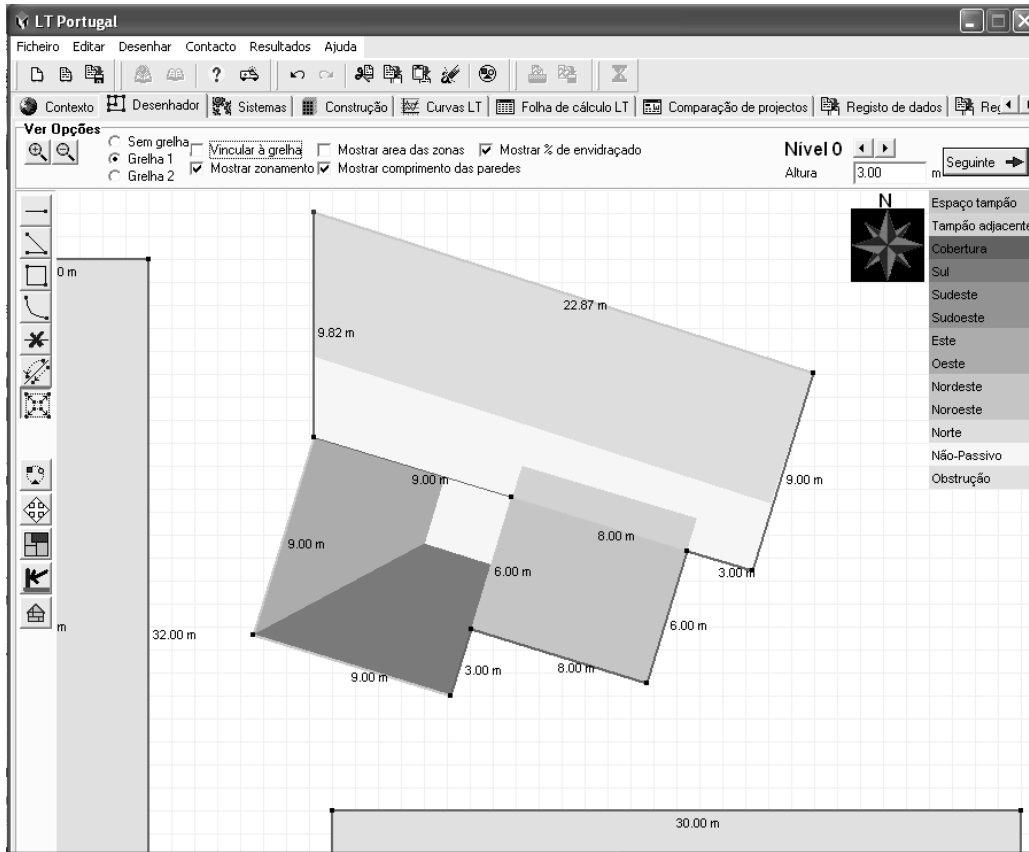 LT Portugal
Ficheiro Editar Desenhar Contacto Resultados Ajuda
Contexto Desenhador Sistemas Construção Curvas LT Folha de cálculo LT Comparação de projectos Registo de dados Rec
Ver Opções
Sem grelha
Grelha 1
Grelha 2
Vincular à grelha
Mostrar area das zonas
Mostrar % de envidraçado
Mostrar zonamento
Mostrar comprimento das paredes
Nível 0
Altura 3.00 m
Seguinte
N
Espaço tampão
Tampão adjacente
Cobertura
Sul
Sudeste
Sudoeste
Este
Oeste
Nordeste
Noroeste
Norte
Não-Passivo
Obstrução
0 m
22.87 m
9.82 m
9.00 m
9.00 m
8.00 m
9.00 m
6.00 m
3.00 m
m
32.00 m
6.00 m
9.00 m
3.00 m
8.00 m
30.00 m